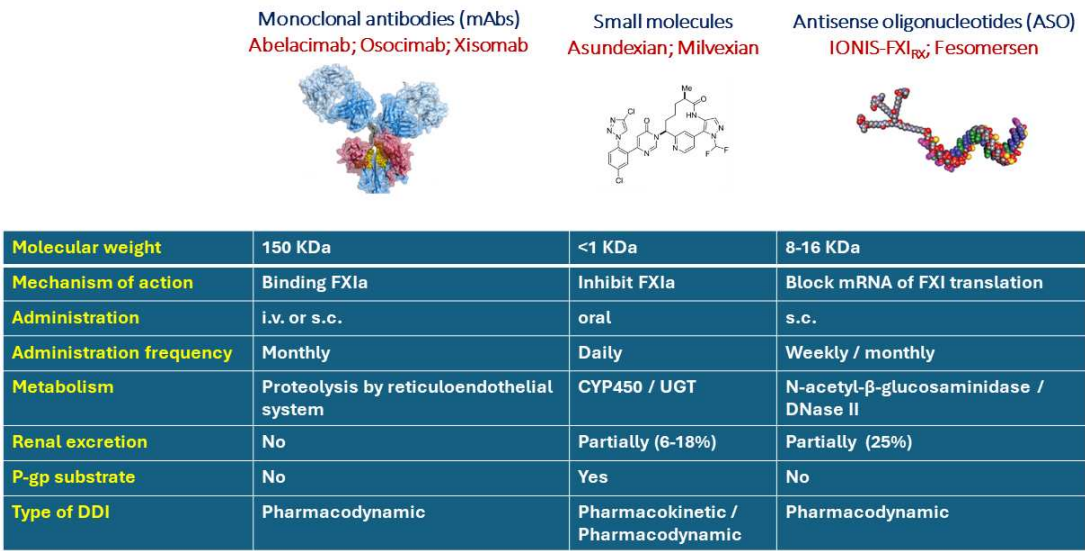 Monoclonal antibodies (mAbs) Small molecules Antisense oligonucleotides (ASO)
Abelacimab; Osocimab; Xisomab Asundexian; Milvexian IONIS-FXIRX; Fesomersen
Me
Cl
O
O
HN
N
N
N
N
N
N
N
N
F
F
Cl
Molecular weight 150 KDa <1 KDa 8-16 KDa
Mechanism of action Binding FXIa Inhibit FXIa Block mRNA of FXI translation
Administration i.v. or s.c. oral s.c.
Administration frequency Monthly Daily Weekly / monthly
Metabolism Proteolysis by reticuloendothelial CYP450 / UGT N-acetyl-β-glucosaminidase /
system DNase II
Renal excretion No Partially (6-18%) Partially (25%)
P-gp substrate No Yes No
Type of DDI Pharmacodynamic Pharmacokinetic / Pharmacodynamic
Pharmacodynamic